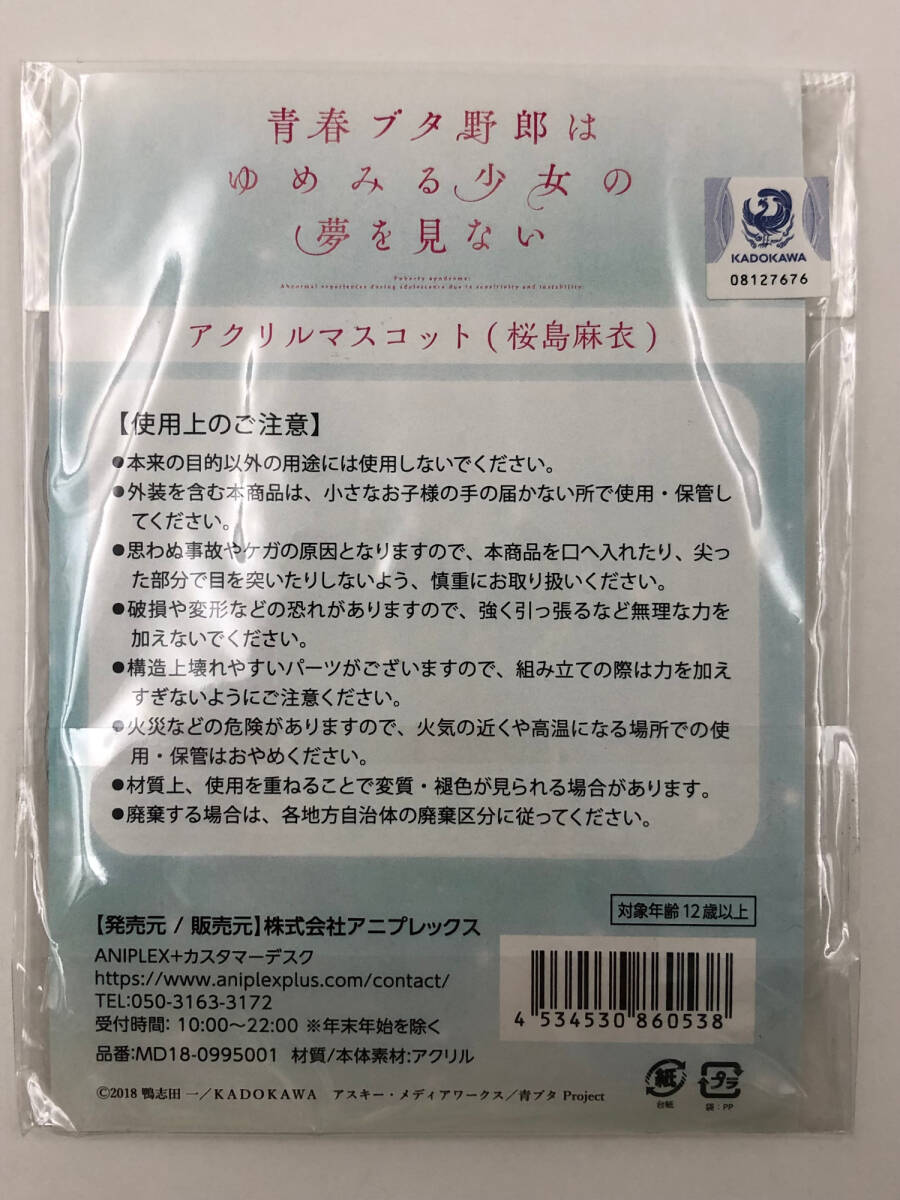 青春ブタ野郎は
ゆめみる少女の
夢を見ない
Puberty syndrome:
Abnormal experiences during adolescence due to sensitivity and instability.
KADOKAWA
08127676
アクリルマスコット(桜島麻衣)
【使用上のご注意】
●本来の目的以外の用途には使用しないでください。
●外装を含む本商品は、小さなお子様の手の届かない所で使用・保管し
てください。
●思わぬ事故やケガの原因となりますので、本商品を口へ入れたり、尖っ
た部分で目を突いたりしないよう、慎重にお取り扱いください。
●破損や変形などの恐れがありますので、強く引っ張るなど無理な力を
加えないでください。
●構造上壊れやすいパーツがございますので、組み立ての際は力を加え
すぎないようにご注意ください。
●火災などの危険がありますので、火気の近くや高温になる場所での使
用・保管はおやめください。
●材質上、使用を重ねることで変質・褪色が見られる場合があります。
●廃棄する場合は、各地方自治体の廃棄区分に従ってください。
対象年齢12歳以上
【発売元 / 販売元】株式会社アニプレックス
ANIPLEX+カスタマーデスク
https://www.aniplexplus.com/contact/
TEL:050-3163-3172
受付時間: 10:00～22:00 ※年末年始を除く
品番:MD18-0995001 材質/本体素材:アクリル
4 534530 860538
紙
台紙
プラ
袋:PP
©2018 鴨志田 一／KADOKAWA アスキー・メディアワークス／青ブタ Project